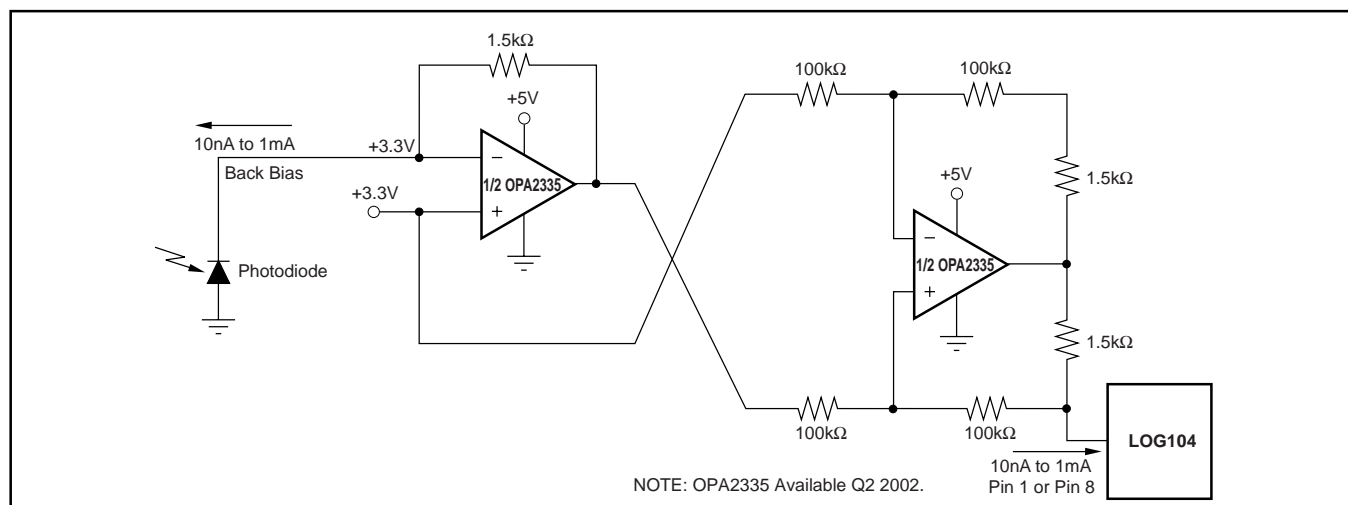 1.5kΩ
+5V
10nA to 1mA
Back Bias
+3.3V
+3.3V
−
1/2 OPA2335
+
Photodiode
100kΩ
100kΩ
1.5kΩ
+5V
−
1/2 OPA2335
+
1.5kΩ
100kΩ
100kΩ
LOG104
10nA to 1mA
Pin 1 or Pin 8
NOTE: OPA2335 Available Q2 2002.